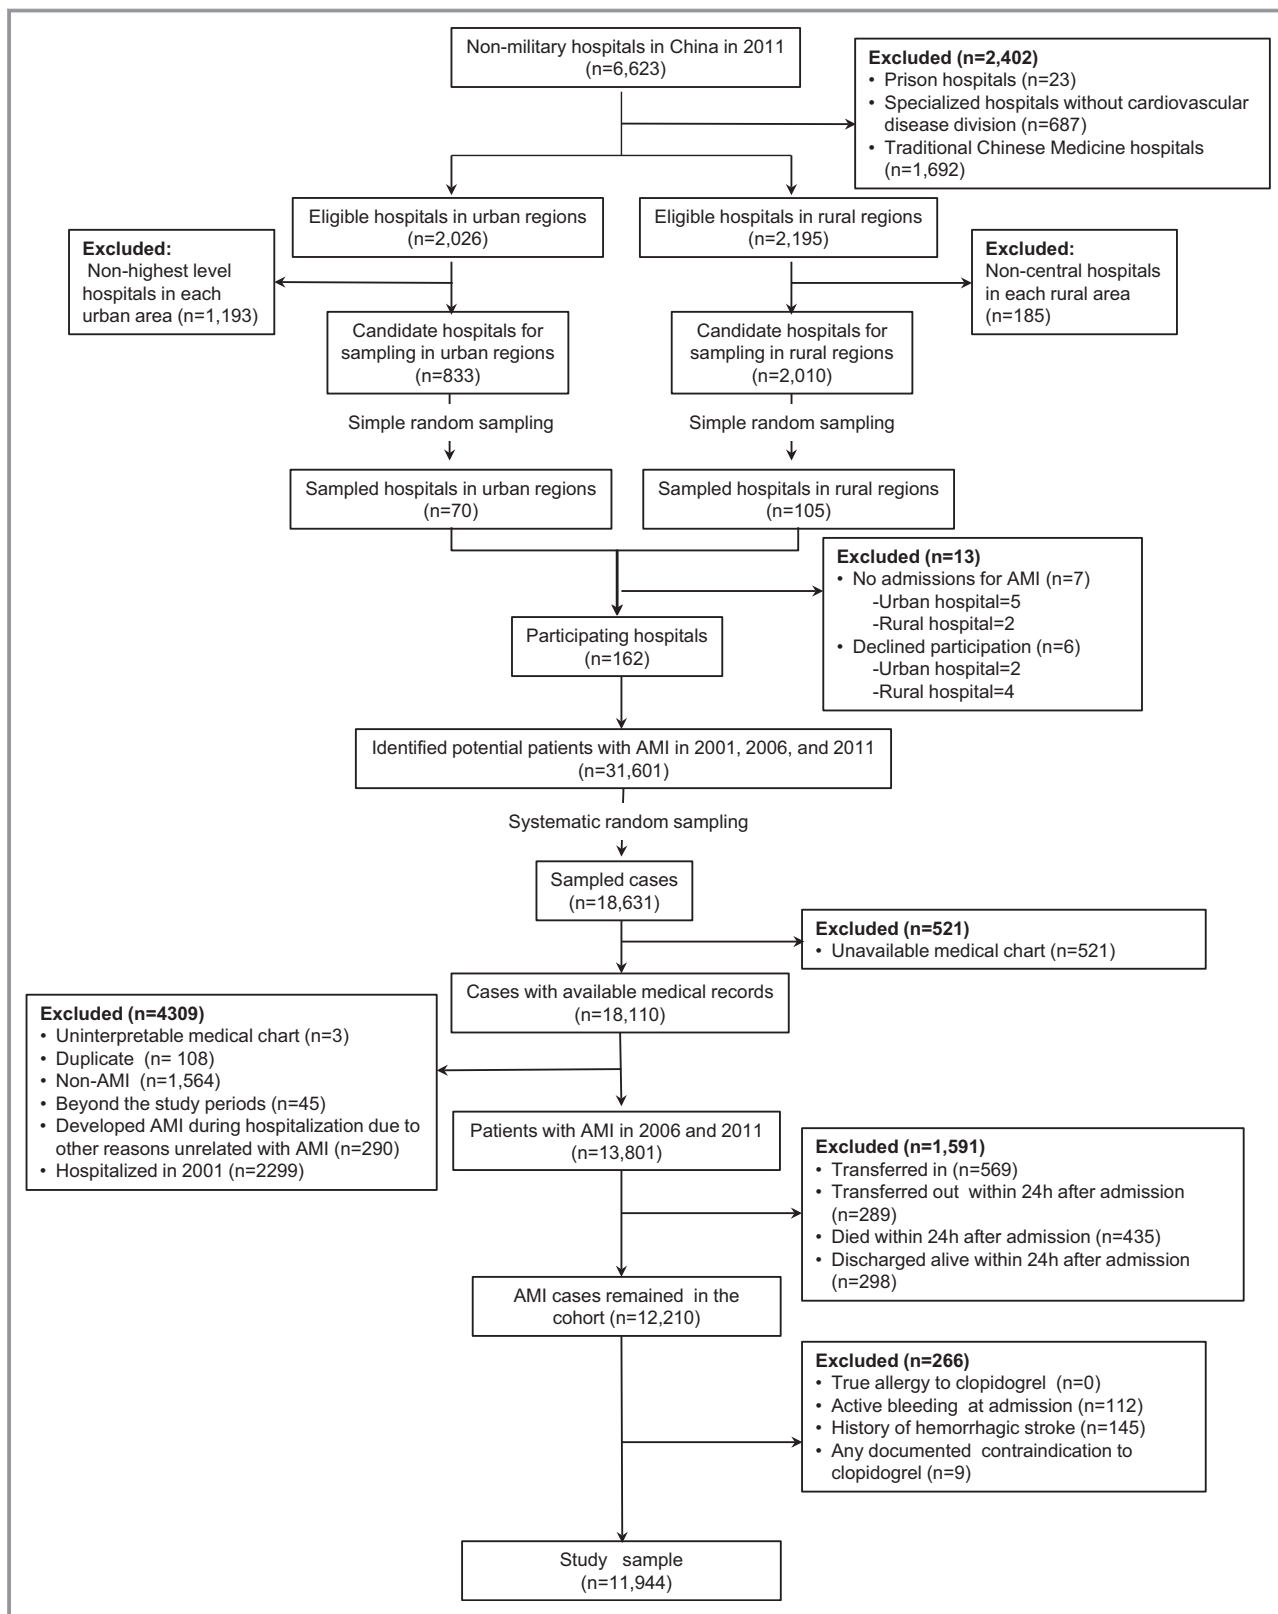 Non-military hospitals in China in 2011
(n=6,623)
Excluded (n=2,402)
• Prison hospitals (n=23)
• Specialized hospitals without cardiovascular
disease division (n=687)
• Traditional Chinese Medicine hospitals
(n=1,692)
Eligible hospitals in urban regions
(n=2,026)
Eligible hospitals in rural regions
(n=2,195)
Excluded:
Non-highest level
hospitals in each
urban area (n=1,193)
Excluded:
Non-central hospitals
in each rural area
(n=185)
Candidate hospitals for
sampling in urban regions
(n=833)
Candidate hospitals for
sampling in rural regions
(n=2,010)
Simple random sampling
Simple random sampling
Sampled hospitals in urban regions
(n=70)
Sampled hospitals in rural regions
(n=105)
Excluded (n=13)
• No admissions for AMI (n=7)
-Urban hospital=5
-Rural hospital=2
• Declined participation (n=6)
-Urban hospital=2
-Rural hospital=4
Participating hospitals
(n=162)
Identified potential patients with AMI in 2001, 2006, and 2011
(n=31,601)
Systematic random sampling
Sampled cases
(n=18,631)
Excluded (n=521)
• Unavailable medical chart (n=521)
Cases with available medical records
(n=18,110)
Excluded (n=4309)
• Uninterpretable medical chart (n=3)
• Duplicate (n= 108)
• Non-AMI (n=1,564)
• Beyond the study periods (n=45)
• Developed AMI during hospitalization due to
other reasons unrelated with AMI (n=290)
• Hospitalized in 2001 (n=2299)
Patients with AMI in 2006 and 2011
(n=13,801)
Excluded (n=1,591)
• Transferred in (n=569)
• Transferred out within 24h after admission
(n=289)
• Died within 24h after admission (n=435)
• Discharged alive within 24h after admission
(n=298)
AMI cases remained in the
cohort (n=12,210)
Excluded (n=266)
• True allergy to clopidogrel (n=0)
• Active bleeding at admission (n=112)
• History of hemorrhagic stroke (n=145)
• Any documented contraindication to
clopidogrel (n=9)
Study sample
(n=11,944)